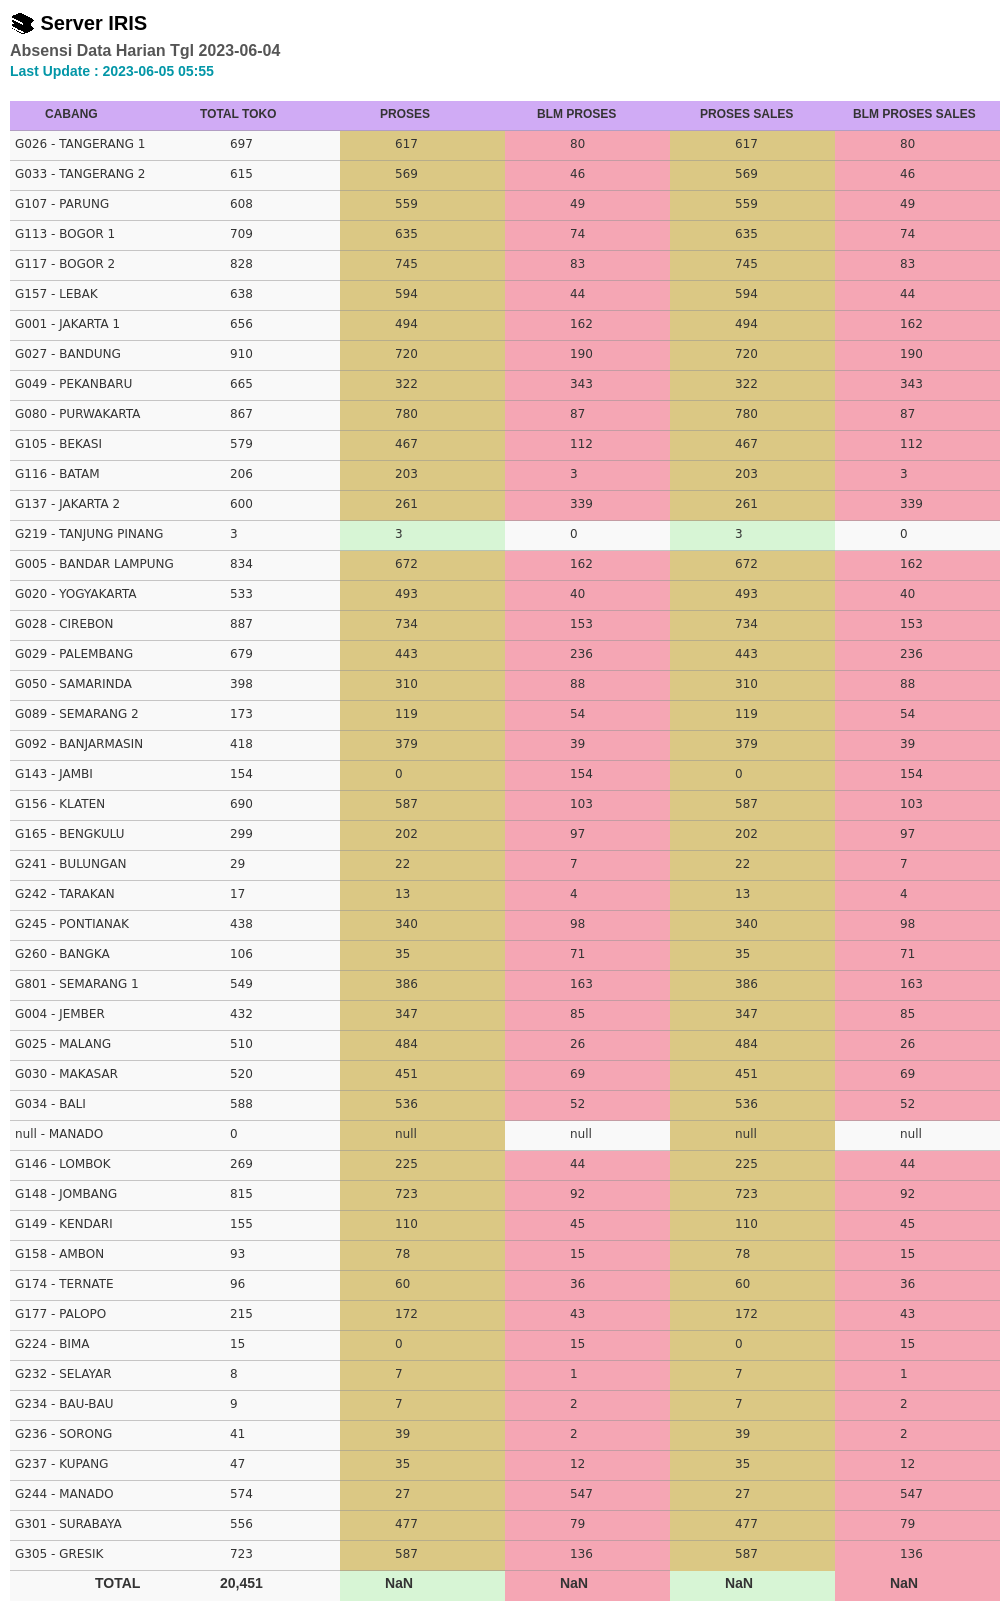 Server IRIS
Absensi Data Harian Tgl 2023-06-04
Last Update : 2023-06-05 05:55
CABANG TOTAL TOKO PROSES BLM PROSES PROSES SALES BLM PROSES SALES
G026 - TANGERANG 1 697 617 80 617 80
G033 - TANGERANG 2 615 569 46 569 46
G107 - PARUNG 608 559 49 559 49
G113 - BOGOR 1 709 635 74 635 74
G117 - BOGOR 2 828 745 83 745 83
G157 - LEBAK 638 594 44 594 44
G001 - JAKARTA 1 656 494 162 494 162
G027 - BANDUNG 910 720 190 720 190
G049 - PEKANBARU 665 322 343 322 343
G080 - PURWAKARTA 867 780 87 780 87
G105 - BEKASI 579 467 112 467 112
G116 - BATAM 206 203 3 203 3
G137 - JAKARTA 2 600 261 339 261 339
G219 - TANJUNG PINANG 3 3 0 3 0
G005 - BANDAR LAMPUNG 834 672 162 672 162
G020 - YOGYAKARTA 533 493 40 493 40
G028 - CIREBON 887 734 153 734 153
G029 - PALEMBANG 679 443 236 443 236
G050 - SAMARINDA 398 310 88 310 88
G089 - SEMARANG 2 173 119 54 119 54
G092 - BANJARMASIN 418 379 39 379 39
G143 - JAMBI 154 0 154 0 154
G156 - KLATEN 690 587 103 587 103
G165 - BENGKULU 299 202 97 202 97
G241 - BULUNGAN 29 22 7 22 7
G242 - TARAKAN 17 13 4 13 4
G245 - PONTIANAK 438 340 98 340 98
G260 - BANGKA 106 35 71 35 71
G801 - SEMARANG 1 549 386 163 386 163
G004 - JEMBER 432 347 85 347 85
G025 - MALANG 510 484 26 484 26
G030 - MAKASAR 520 451 69 451 69
G034 - BALI 588 536 52 536 52
null - MANADO 0 null null null null
G146 - LOMBOK 269 225 44 225 44
G148 - JOMBANG 815 723 92 723 92
G149 - KENDARI 155 110 45 110 45
G158 - AMBON 93 78 15 78 15
G174 - TERNATE 96 60 36 60 36
G177 - PALOPO 215 172 43 172 43
G224 - BIMA 15 0 15 0 15
G232 - SELAYAR 8 7 1 7 1
G234 - BAU-BAU 9 7 2 7 2
G236 - SORONG 41 39 2 39 2
G237 - KUPANG 47 35 12 35 12
G244 - MANADO 574 27 547 27 547
G301 - SURABAYA 556 477 79 477 79
G305 - GRESIK 723 587 136 587 136
TOTAL 20,451 NaN NaN NaN NaN